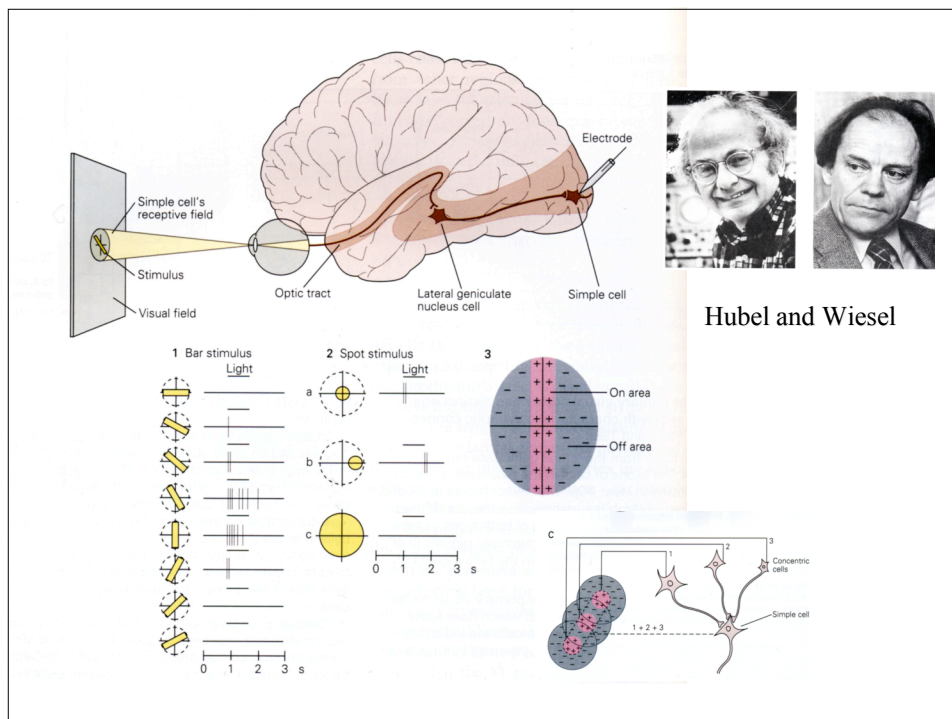 Electrode
Simple cell's
receptive field
Stimulus
Visual field
Optic tract
Lateral geniculate
nucleus cell
Simple cell
Hubel and Wiesel
1 Bar stimulus
Light
0 1 2 3 s
2 Spot stimulus
Light
a
b
c
0 1 2 3 s
3
On area
Off area
C
1
2
3
Concentric
cells
Simple cell
1 + 2 + 3